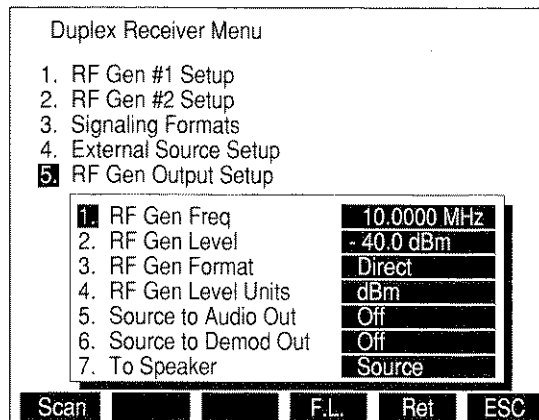 Duplex Receiver Menu
1. RF Gen #1 Setup
2. RF Gen #2 Setup
3. Signaling Formats
4. External Source Setup
5. RF Gen Output Setup
1. RF Gen Freq 10.0000 MHz
2. RF Gen Level - 40.0 dBm
3. RF Gen Format Direct
4. RF Gen Level Units dBm
5. Source to Audio Out Off
6. Source to Demod Out Off
7. To Speaker Source
Scan F.L. Ret ESC